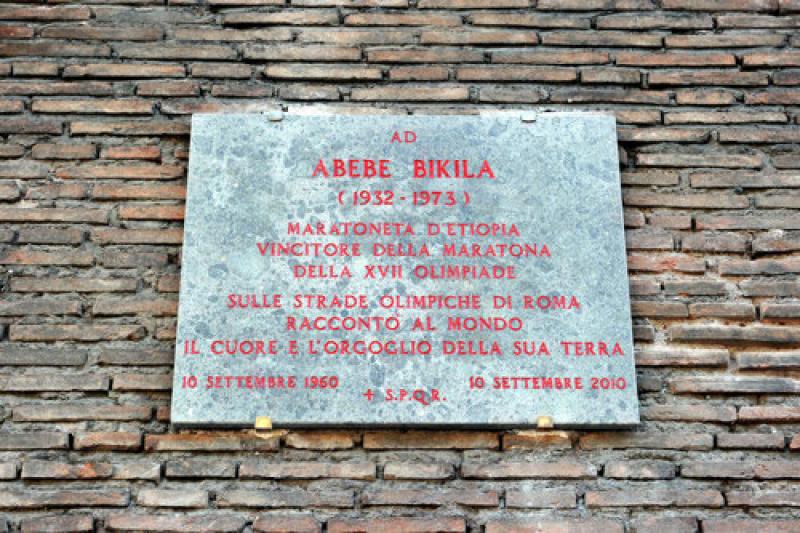 AD
ABEBE BIKILA
( 1932 - 1973 )
MARATONETA D'ETIOPIA
VINCITORE DELLA MARATONA
DELLA XVII OLIMPIADE
SULLE STRADE OLIMPICHE DI ROMA
RACCONTÒ AL MONDO
IL CUORE E L'ORGOGLIO DELLA SUA TERRA
10 SETTEMBRE 1960 10 SETTEMBRE 2010
+ S.P.Q.R.